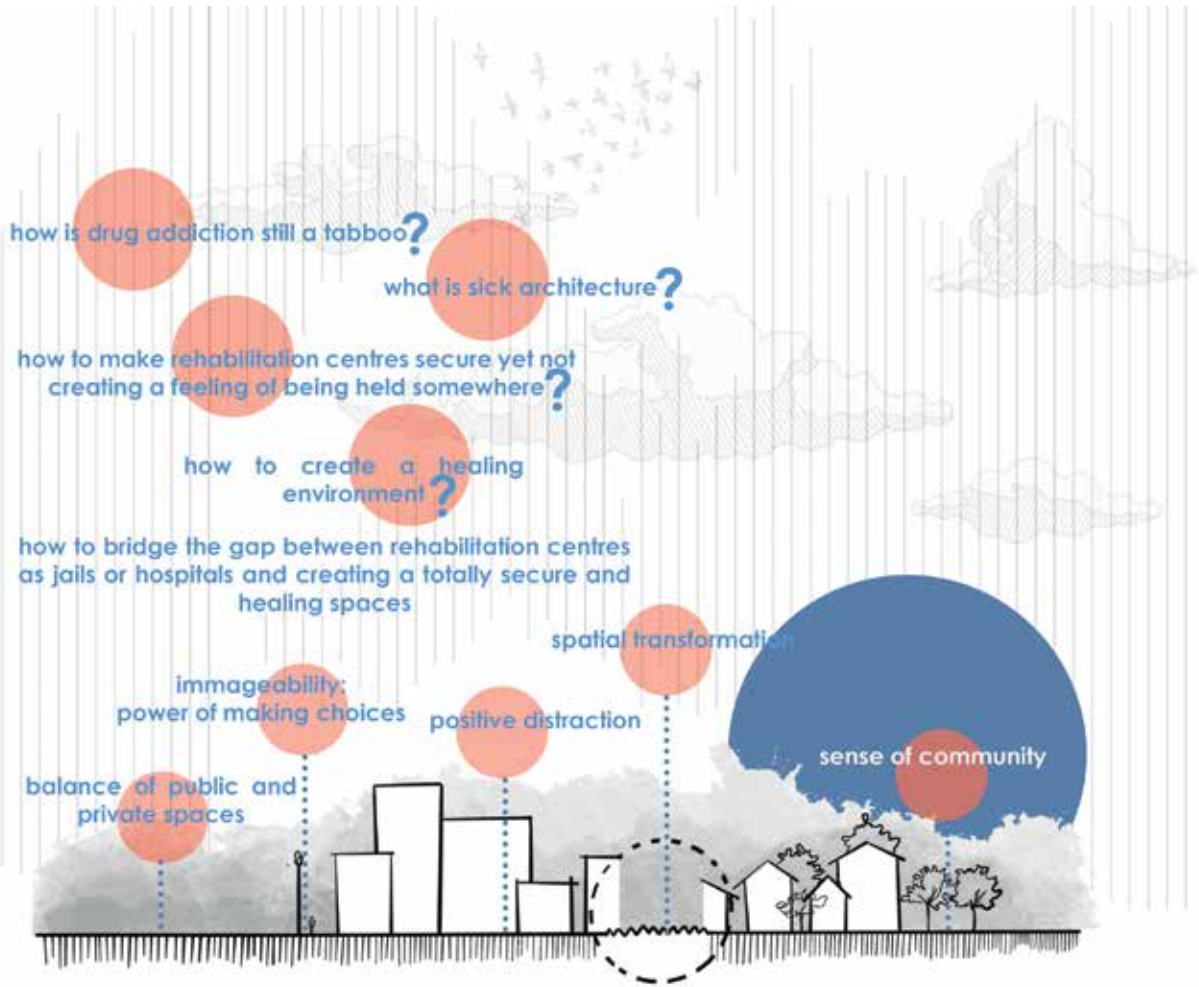 how is drug addiction still a tabboo?
what is sick architecture?
how to make rehabilitation centres secure yet not
creating a feeling of being held somewhere?
how to create a healing
environment?
how to bridge the gap between rehabilitation centres
as jails or hospitals and creating a totally secure and
healing spaces
spatial transformation
immageability:
power of making choices
positive distraction
sense of community
balance of public and
private spaces